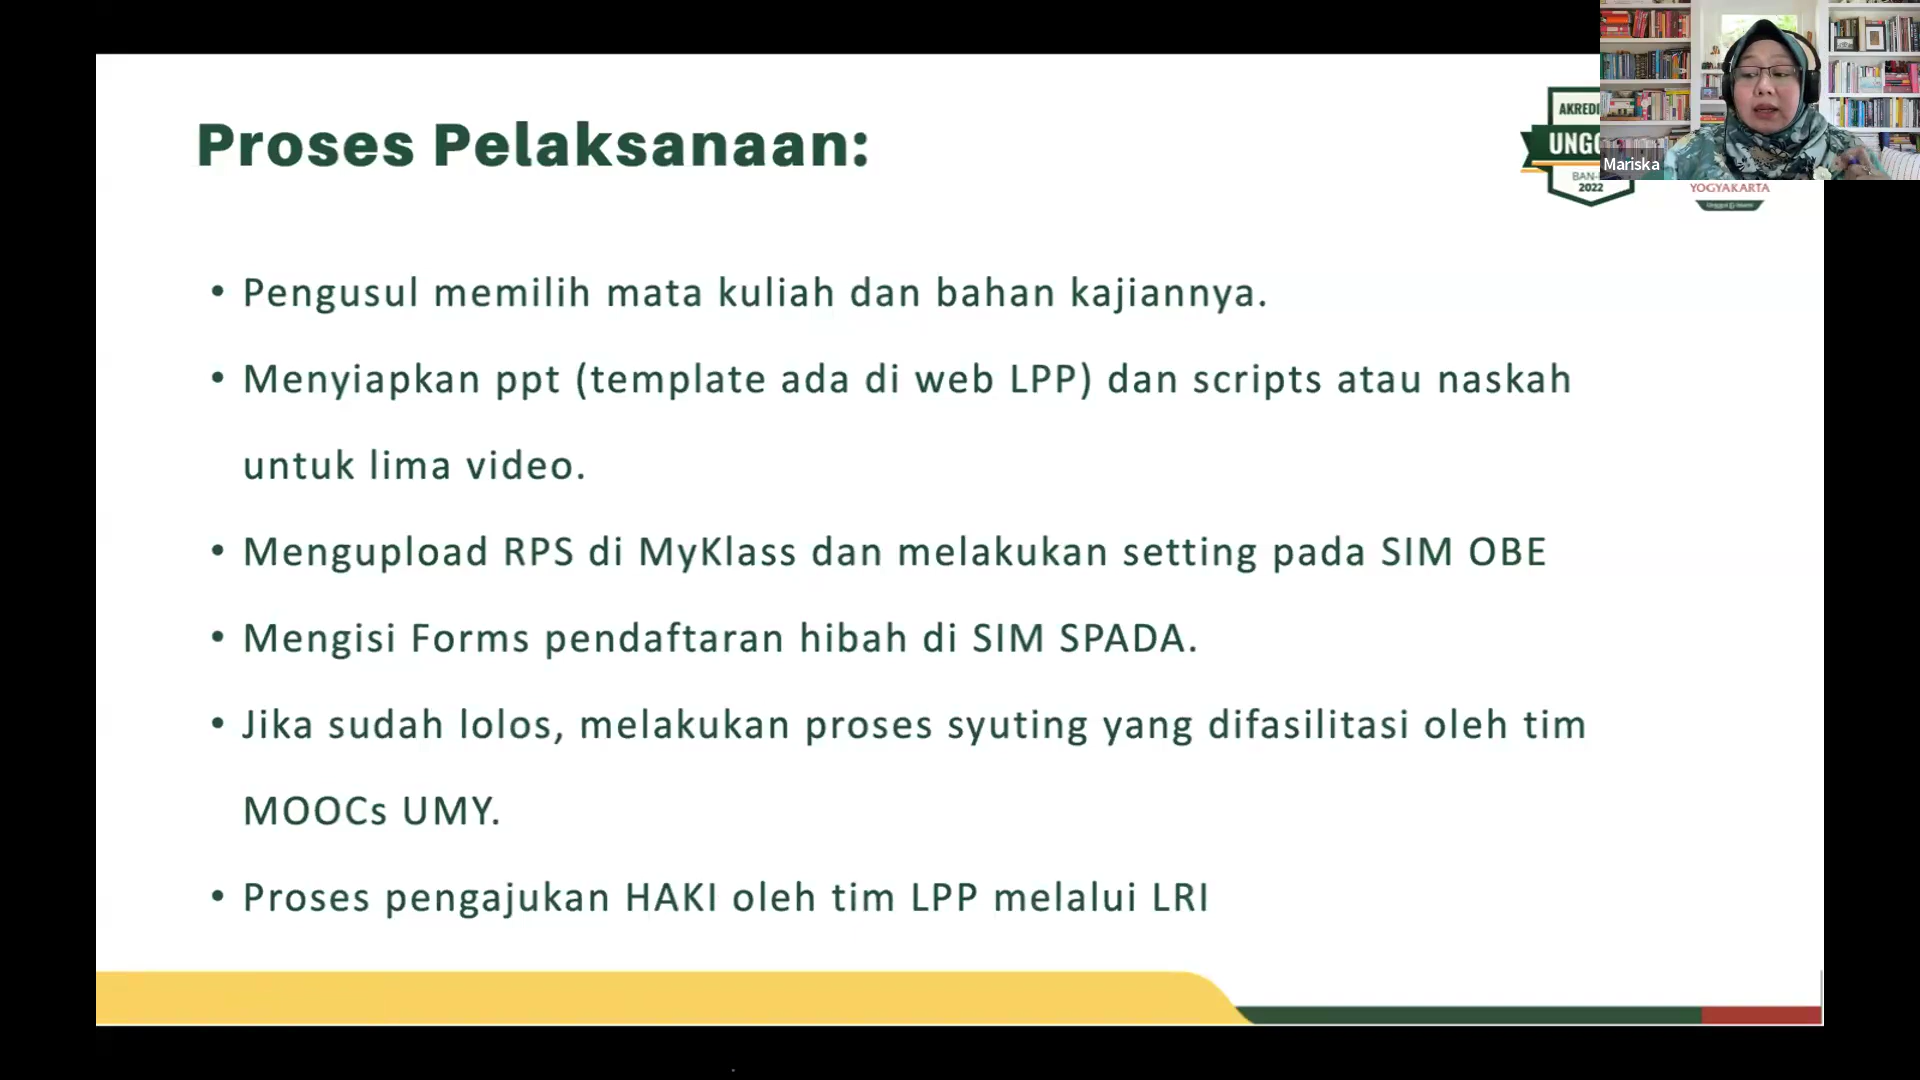 Proses Pelaksanaan:
AKREDI
UNGG
BAN-
2022
Mariska
YOGYAKARTA
• Pengusul memilih mata kuliah dan bahan kajiannya.
• Menyiapkan ppt (template ada di web LPP) dan scripts atau naskah
untuk lima video.
• Mengupload RPS di MyKlass dan melakukan setting pada SIM OBE
• Mengisi Forms pendaftaran hibah di SIM SPADA.
• Jika sudah lolos, melakukan proses syuting yang difasilitasi oleh tim
MOOCs UMY.
• Proses pengajukan HAKI oleh tim LPP melalui LRI